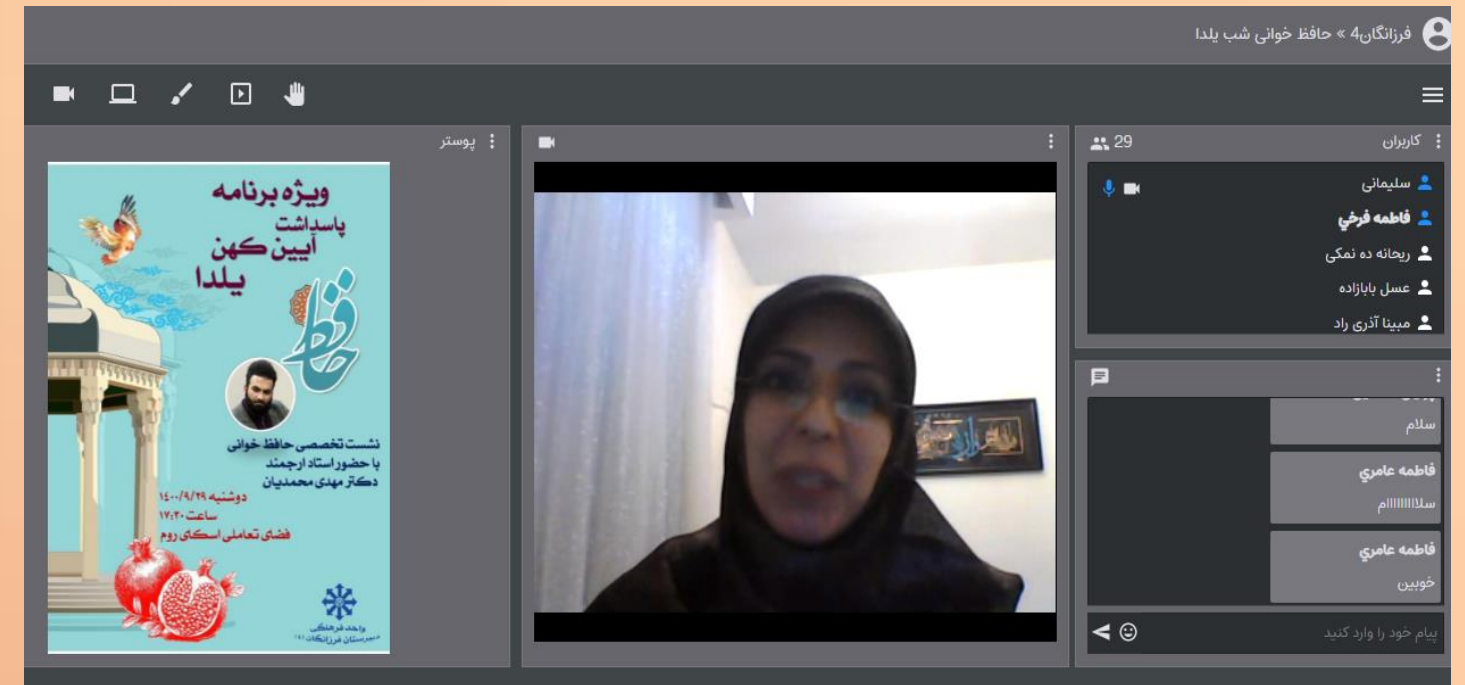 فرزانگان4 » حافظ خوانی شب یلدا
کاربران
29
سلیمانی
فاطمه فرخي
ریحانه ده نمکی
عسل بابازاده
مبینا آذری راد
سلام
فاطمه عامري
سلااااااااام
فاطمه عامري
خوبین
پیام خود را وارد کنید
پوستر
ویژه برنامه
پاسداشت
آیین کهن
یلدا
حافظ
نشست تخصصی حافظ خوانی
با حضور استاد ارجمند
دکتر مهدی محمدیان
دوشنبه ۱۴۰۰/۹/۲۹
ساعت ۱۷:۳۰
فضای تعاملی اسکای روم
واحد فرهنگی
دبیرستان فرزانگان